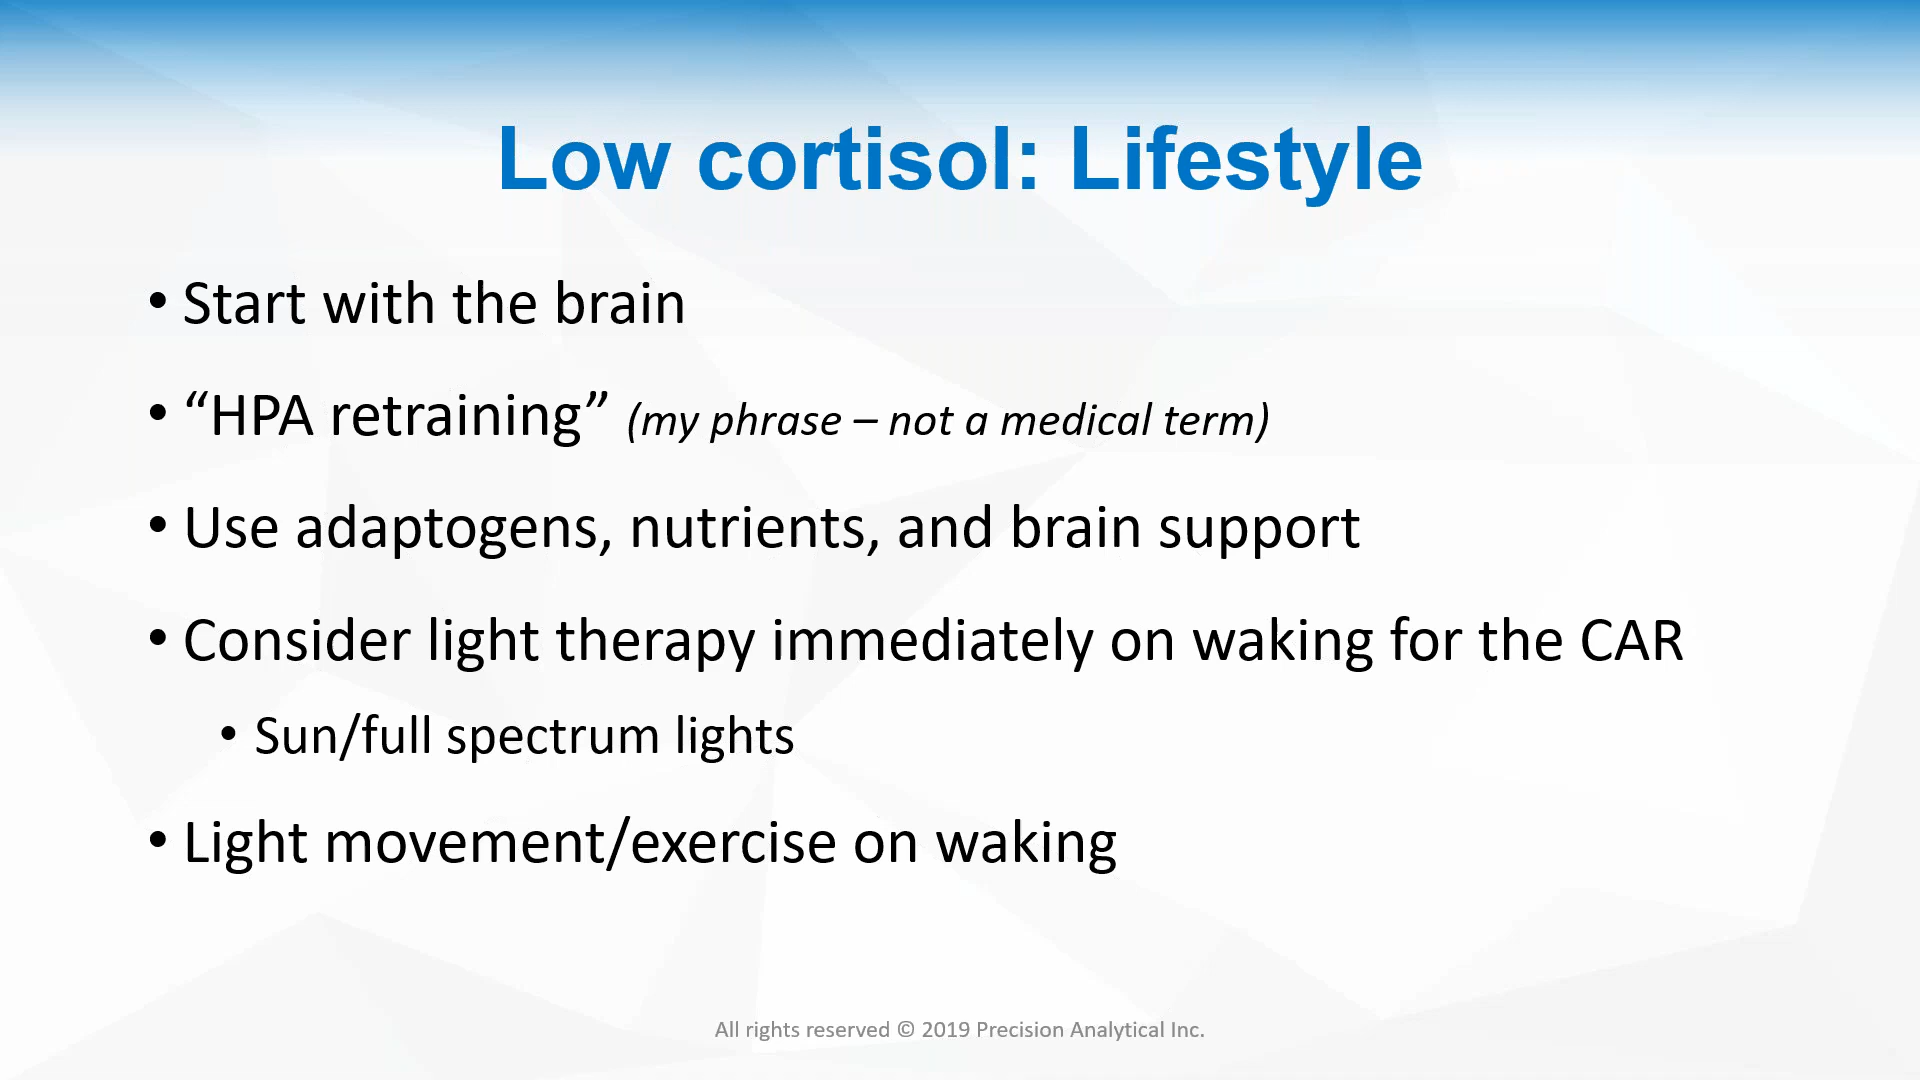 Low cortisol: Lifestyle
• Start with the brain
• “HPA retraining” (my phrase – not a medical term)
• Use adaptogens, nutrients, and brain support
• Consider light therapy immediately on waking for the CAR
• Sun/full spectrum lights
• Light movement/exercise on waking
All rights reserved © 2019 Precision Analytical Inc.